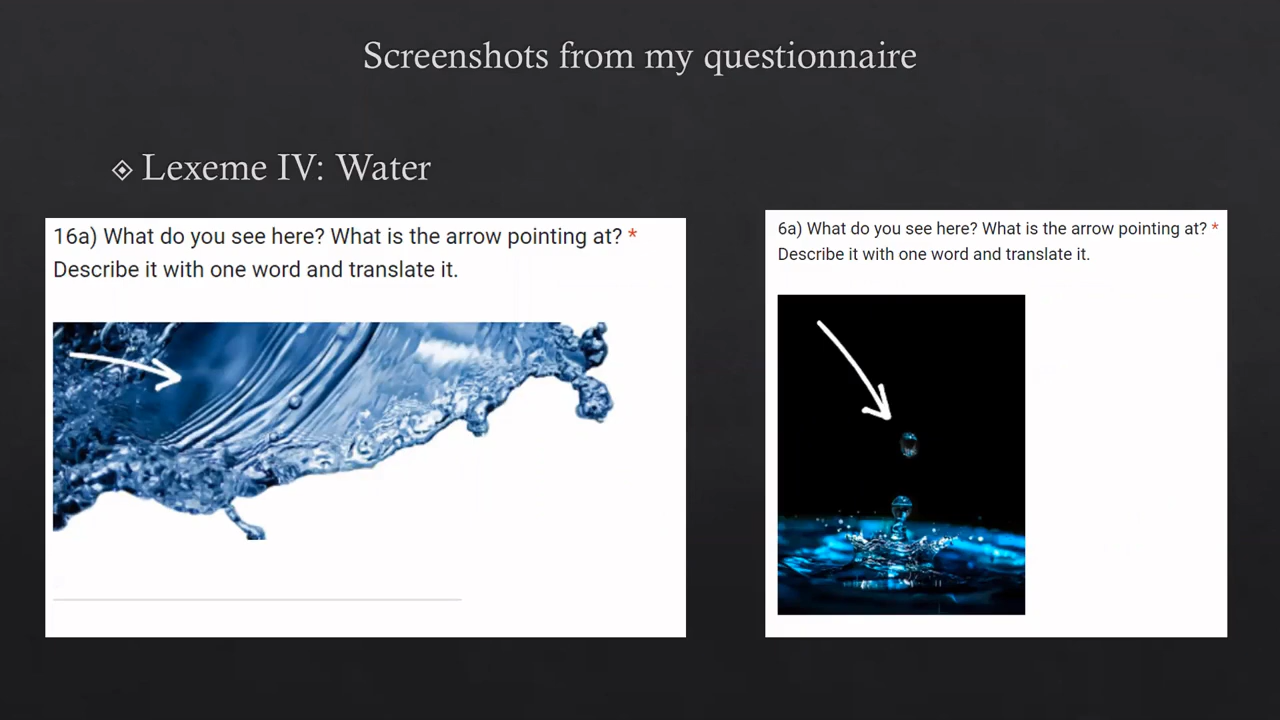 Screenshots from my questionnaire
Lexeme IV: Water
16a) What do you see here? What is the arrow pointing at? *
Describe it with one word and translate it.
6a) What do you see here? What is the arrow pointing at? *
Describe it with one word and translate it.